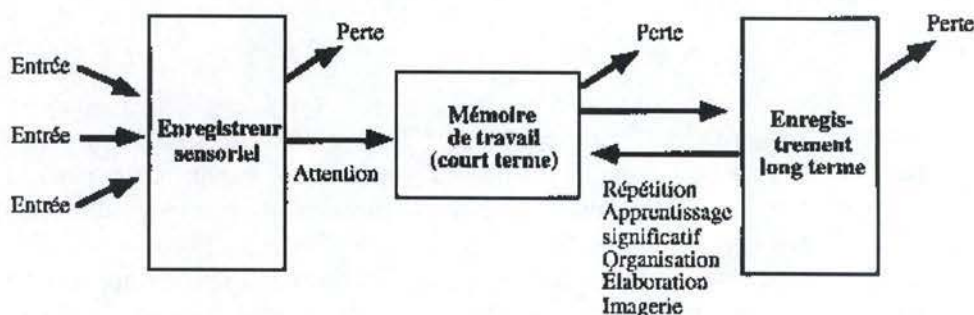 Entrée
Entrée
Entrée
Enregistreur
sensoriel
Perte
Attention
Mémoire
de travail
(court terme)
Perte
Répétition
Apprentissage
significatif
Organisation
Élaboration
Imagerie
Enregis-
trement
long terme
Perte